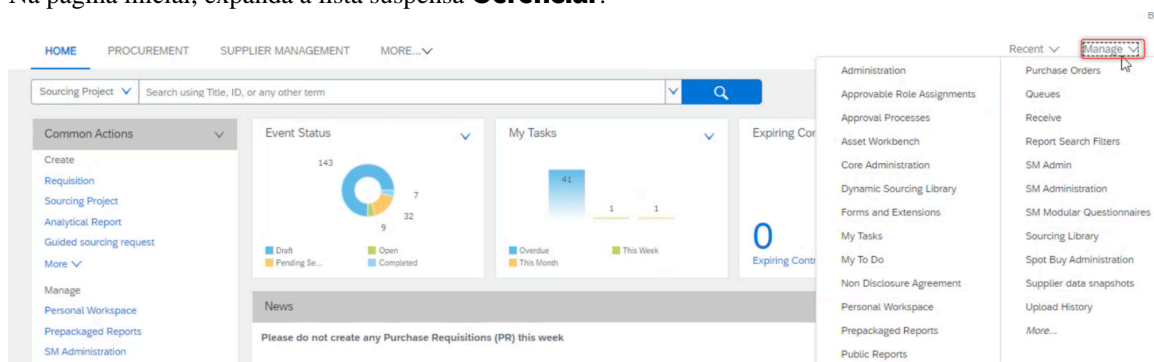 Na página inicial, expanda a lista suspensa Gerenciar.
B
HOME PROCUREMENT SUPPLIER MANAGEMENT MORE...
Recent Manage
Sourcing Project Search using Title, ID, or any other term
Common Actions
Create
Requisition
Sourcing Project
Analytical Report
Guided sourcing request
More
Manage
Personal Workspace
Prepackaged Reports
SM Administration
Event Status
143
7
32
9
Draft Open
Pending Se... Completed
My Tasks
41
1 1
Overdue This Week
This Month
Expiring Con
0
Expiring Contr
News
Please do not create any Purchase Requisitions (PR) this week
Administration
Approvable Role Assignments
Approval Processes
Asset Workbench
Core Administration
Dynamic Sourcing Library
Forms and Extensions
My Tasks
My To Do
Non Disclosure Agreement
Personal Workspace
Prepackaged Reports
Public Reports
Purchase Orders
Queues
Receive
Report Search Filters
SM Admin
SM Administration
SM Modular Questionnaires
Sourcing Library
Spot Buy Administration
Supplier data snapshots
Upload History
More...